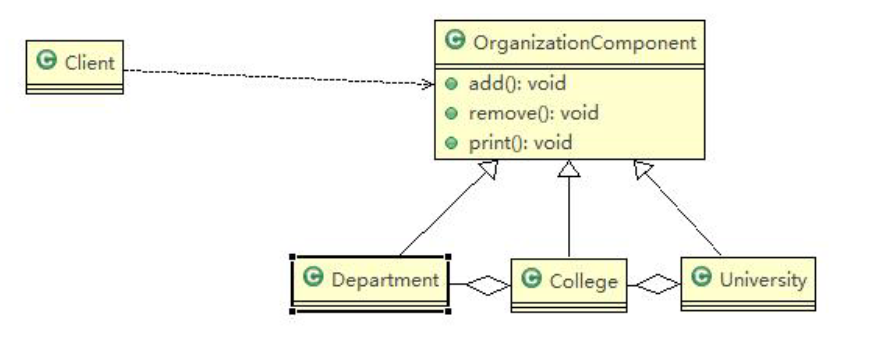 Client
OrganizationComponent
add(): void
remove(): void
print(): void
Department
College
University